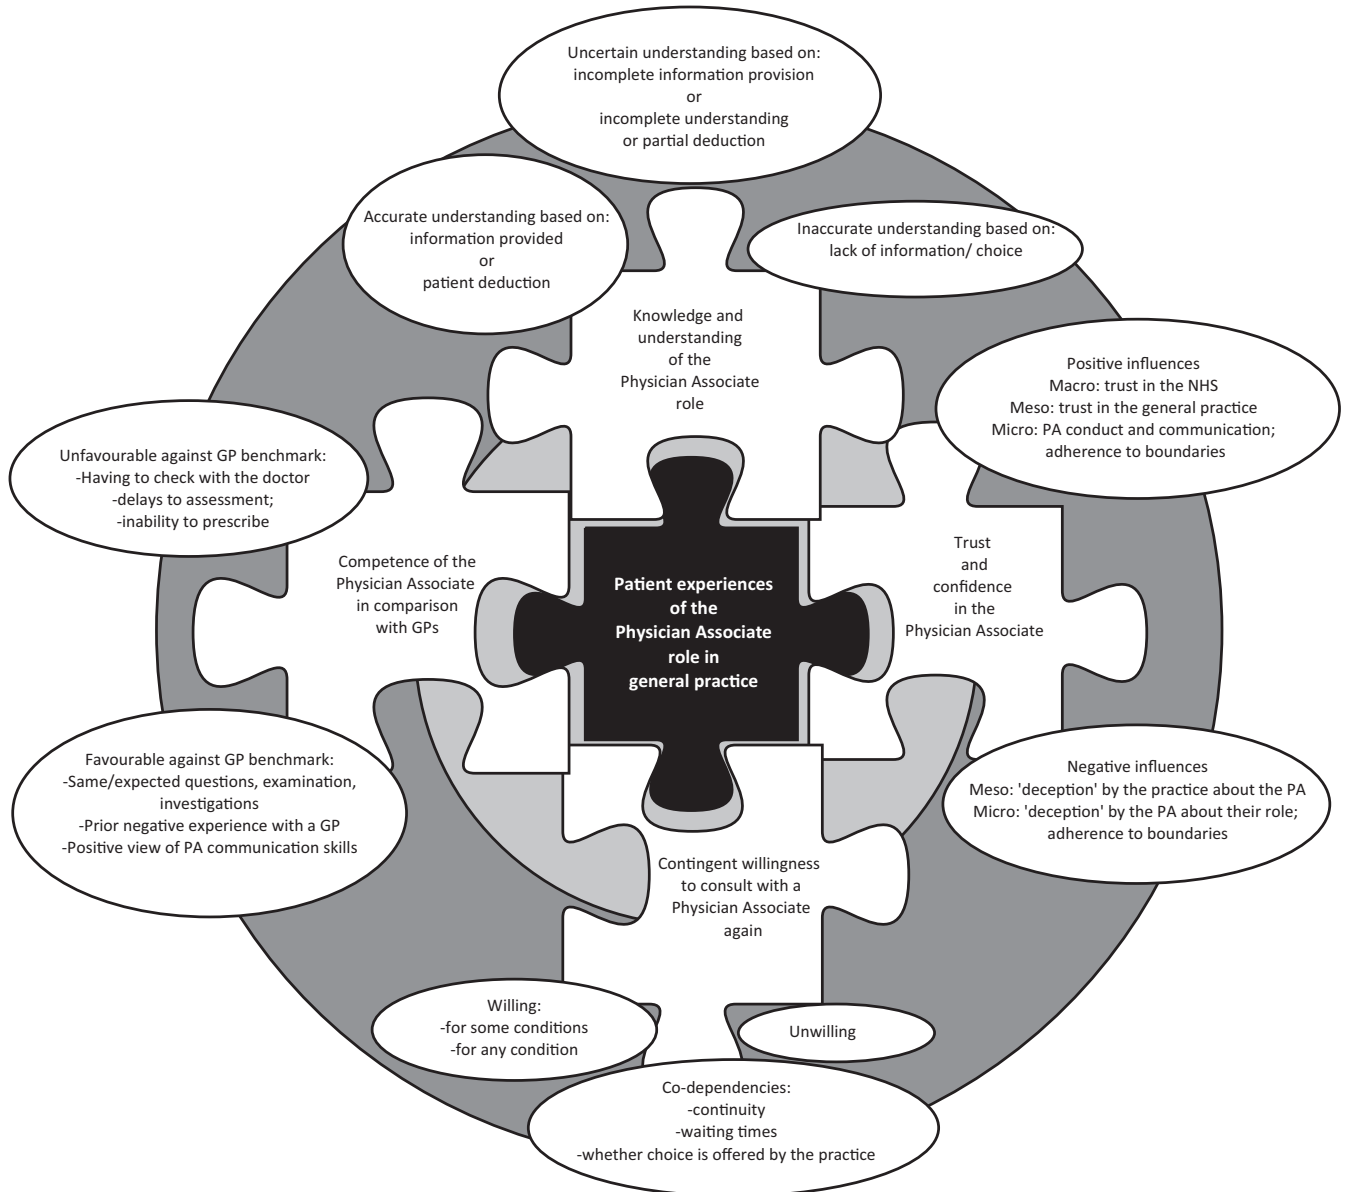 Uncertain understanding based on:
incomplete information provision
or
incomplete understanding
or partial deduction
Accurate understanding based on:
information provided
or
patient deduction
Inaccurate understanding based on:
lack of information/ choice
Knowledge and
understanding
of the
Physician Associate
role
Positive influences
Macro: trust in the NHS
Meso: trust in the general practice
Micro: PA conduct and communication;
adherence to boundaries
Unfavourable against GP benchmark:
-Having to check with the doctor
-delays to assessment;
-inability to prescribe
Competence of the
Physician Associate
in comparison
with GPs
Patient experiences
of the
Physician Associate
role in
general practice
Trust
and
confidence
in the
Physician Associate
Favourable against GP benchmark:
-Same/expected questions, examination,
investigations
-Prior negative experience with a GP
-Positive view of PA communication skills
Negative influences
Meso: 'deception' by the practice about the PA
Micro: 'deception' by the PA about their role;
adherence to boundaries
Contingent willingness
to consult with a
Physician Associate
again
Willing:
-for some conditions
-for any condition
Unwilling
Co-dependencies:
-continuity
-waiting times
-whether choice is offered by the practice